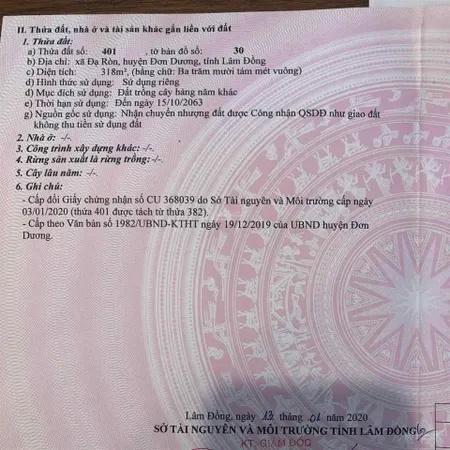 II. Thửa đất, nhà ở và tài sản khác gắn liền với đất
1. Thửa đất:
a) Thửa đất số: 401 , tờ bản đồ số: 30
b) Địa chỉ: xã Đạ Ròn, huyện Đơn Dương, tỉnh Lâm Đồng
c) Diện tích: 318m², (bằng chữ: Ba trăm mười tám mét vuông)
d) Hình thức sử dụng: Sử dụng riêng
đ) Mục đích sử dụng: Đất trồng cây hàng năm khác
e) Thời hạn sử dụng: Đến ngày 15/10/2063
g) Nguồn gốc sử dụng: Nhận chuyển nhượng đất được Công nhận QSDĐ như giao đất
không thu tiền sử dụng đất
2. Nhà ở: -/-.
3. Công trình xây dựng khác: -/-.
4. Rừng sản xuất là rừng trồng: -/-.
5. Cây lâu năm: -/-.
6. Ghi chú:
- Cấp đổi Giấy chứng nhận số CU 368039 do Sở Tài nguyên và Môi trường cấp ngày
03/01/2020 (thửa 401 được tách từ thửa 382).
- Cấp theo Văn bản số 1982/UBND-KTHT ngày 19/12/2019 của UBND huyện Đơn
Dương.
Lâm Đồng, ngày 13 tháng 01 năm 2020
SỞ TÀI NGUYÊN VÀ MÔI TRƯỜNG TỈNH LÂM ĐỒNG
KT. GIÁM ĐỐC